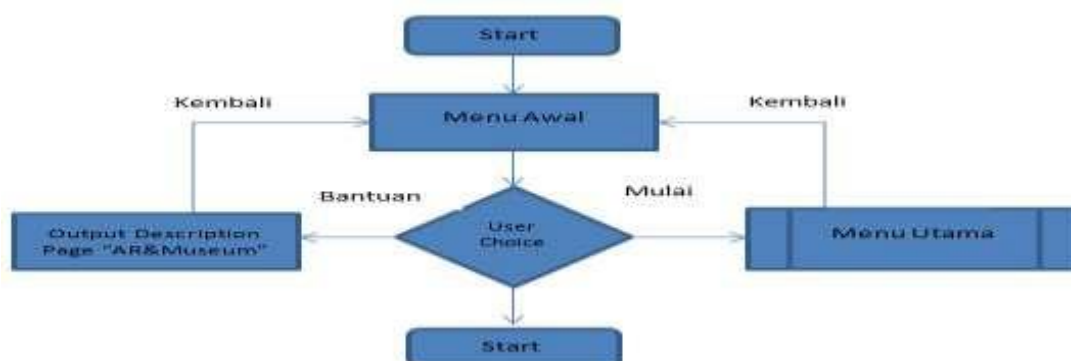 Start
Kembali
Kembali
Menu Awal
Bantuan
Mulai
User
Choice
Output Description
Page "AR&Museum"
Menu Utama
Start